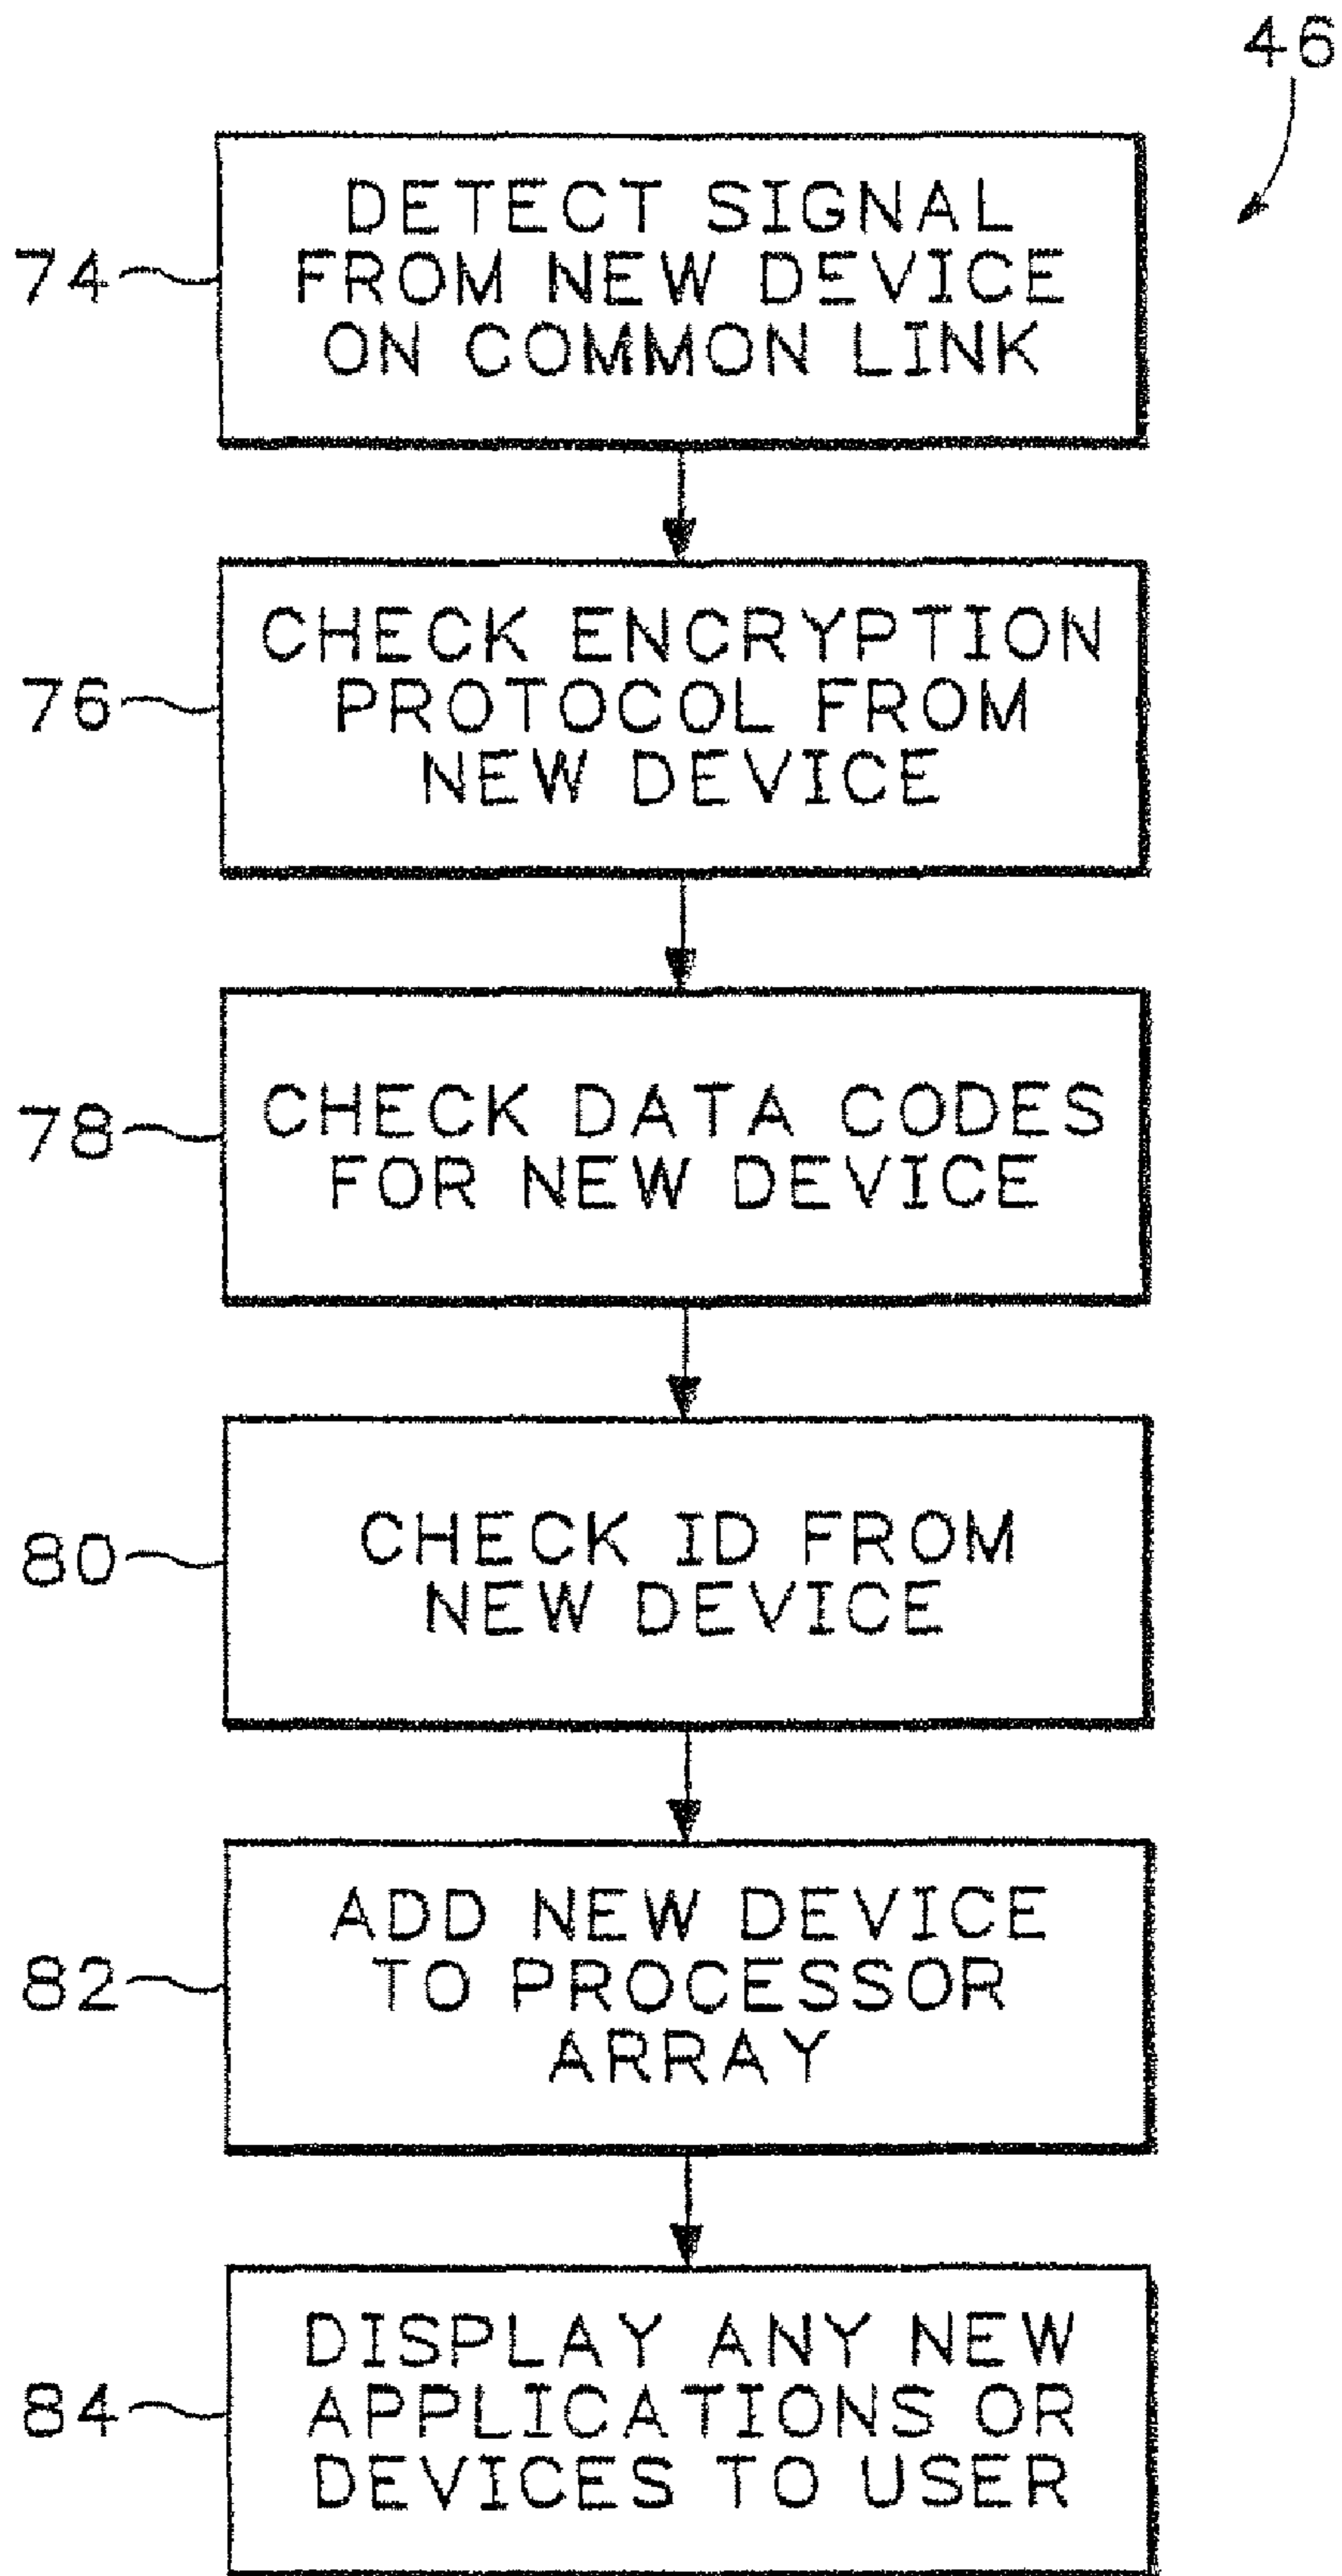 46
74
DETECT SIGNAL
FROM NEW DEVICE
ON COMMON LINK
76
CHECK ENCRYPTION
PROTOCOL FROM
NEW DEVICE
78
CHECK DATA CODES
FOR NEW DEVICE
80
CHECK ID FROM
NEW DEVICE
82
ADD NEW DEVICE
TO PROCESSOR
ARRAY
84
DISPLAY ANY NEW
APPLICATIONS OR
DEVICES TO USER